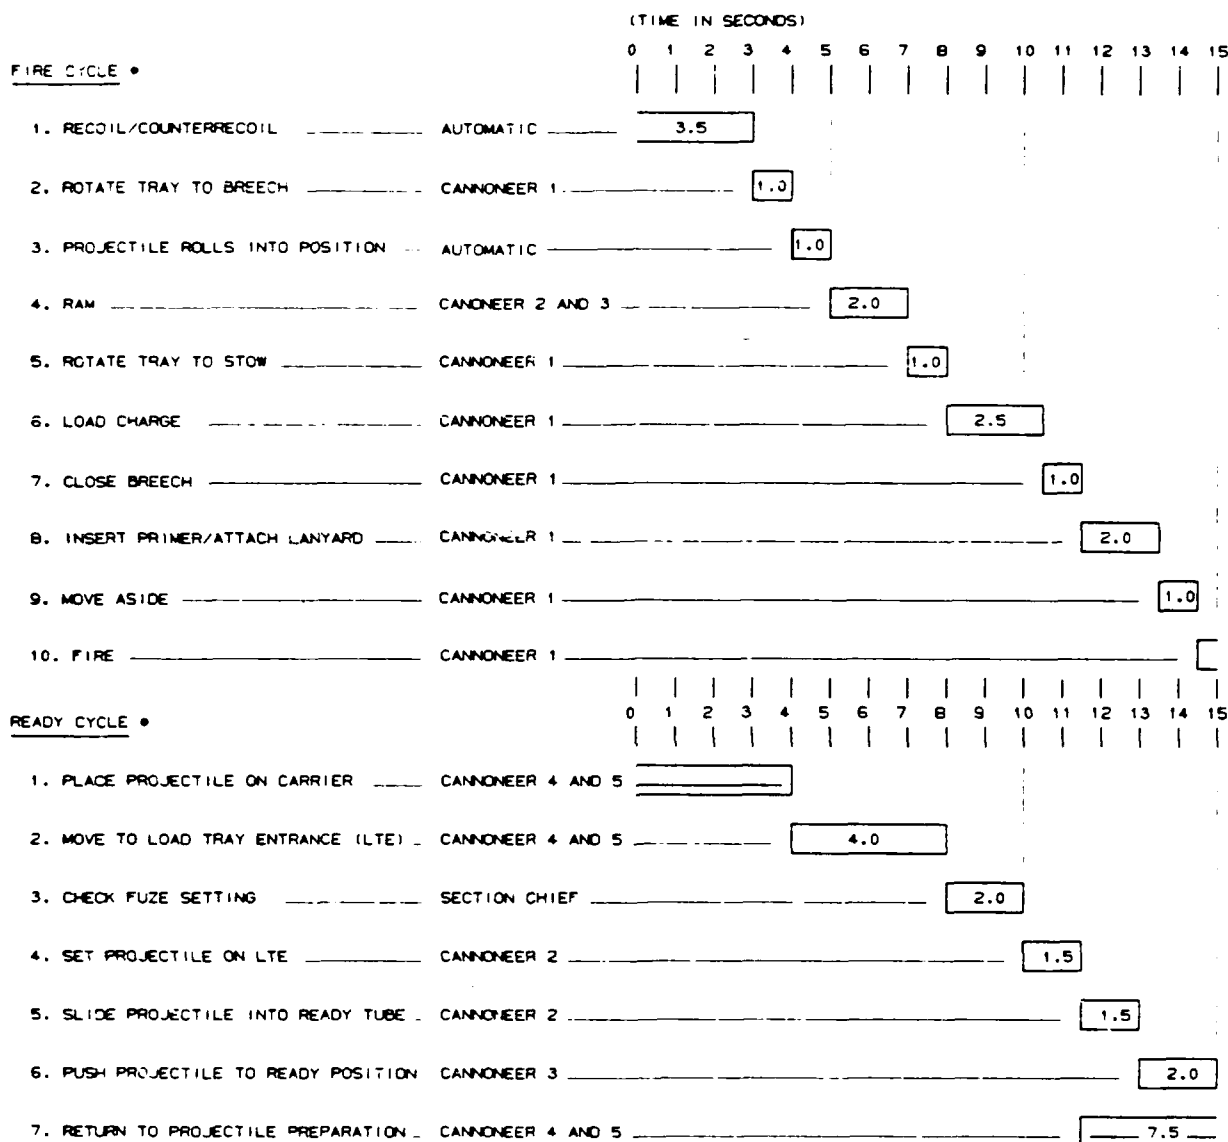 (TIME IN SECONDS)
0 1 2 3 4 5 6 7 8 9 10 11 12 13 14 15
FIRE CYCLE •
1. RECOIL/COUNTERRECOIL AUTOMATIC 3.5
2. ROTATE TRAY TO BREECH CANNONEER 1 1.0
3. PROJECTILE ROLLS INTO POSITION AUTOMATIC 1.0
4. RAM CANONEER 2 AND 3 2.0
5. ROTATE TRAY TO STOW CANNONEER 1 1.0
6. LOAD CHARGE CANNONEER 1 2.5
7. CLOSE BREECH CANNONEER 1 1.0
8. INSERT PRIMER/ATTACH LANYARD CANNONEER 1 2.0
9. MOVE ASIDE CANNONEER 1 1.0
10. FIRE CANNONEER 1
0 1 2 3 4 5 6 7 8 9 10 11 12 13 14 15
READY CYCLE •
1. PLACE PROJECTILE ON CARRIER CANNONEER 4 AND 5
2. MOVE TO LOAD TRAY ENTRANCE (LTE) CANNONEER 4 AND 5 4.0
3. CHECK FUZE SETTING SECTION CHIEF 2.0
4. SET PROJECTILE ON LTE CANNONEER 2 1.5
5. SLIDE PROJECTILE INTO READY TUBE CANNONEER 2 1.5
6. PUSH PROJECTILE TO READY POSITION CANNONEER 3 2.0
7. RETURN TO PROJECTILE PREPARATION CANNONEER 4 AND 5 7.5